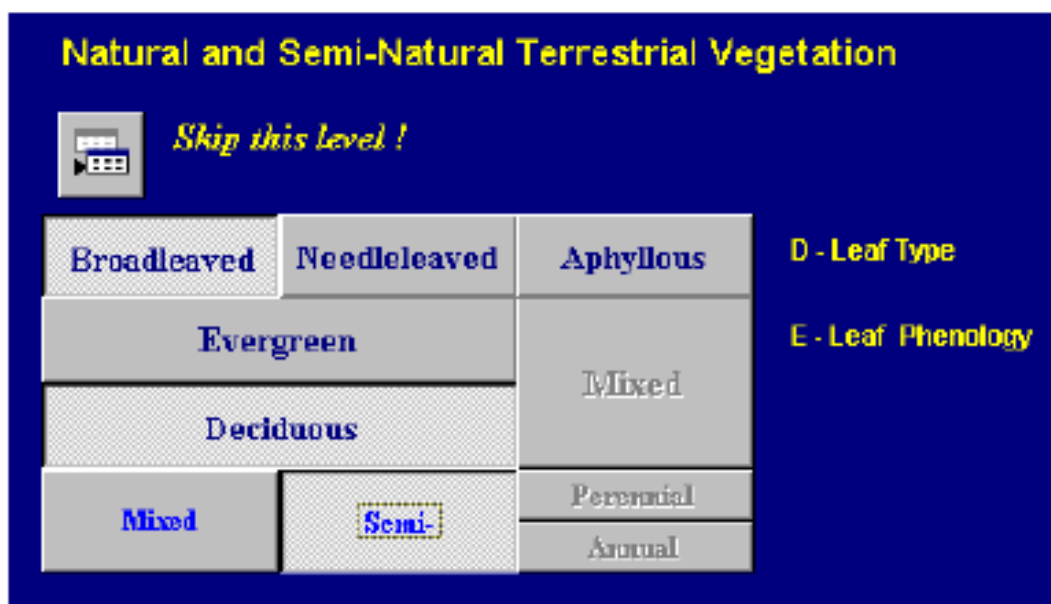 Natural and Semi-Natural Terrestrial Vegetation
Skip this level !
Broadleaved Needleleaved Aphyllous D - Leaf Type
Evergreen E - Leaf Phenology
Mixed
Deciduous
Mixed Semi- Perennial
Annual